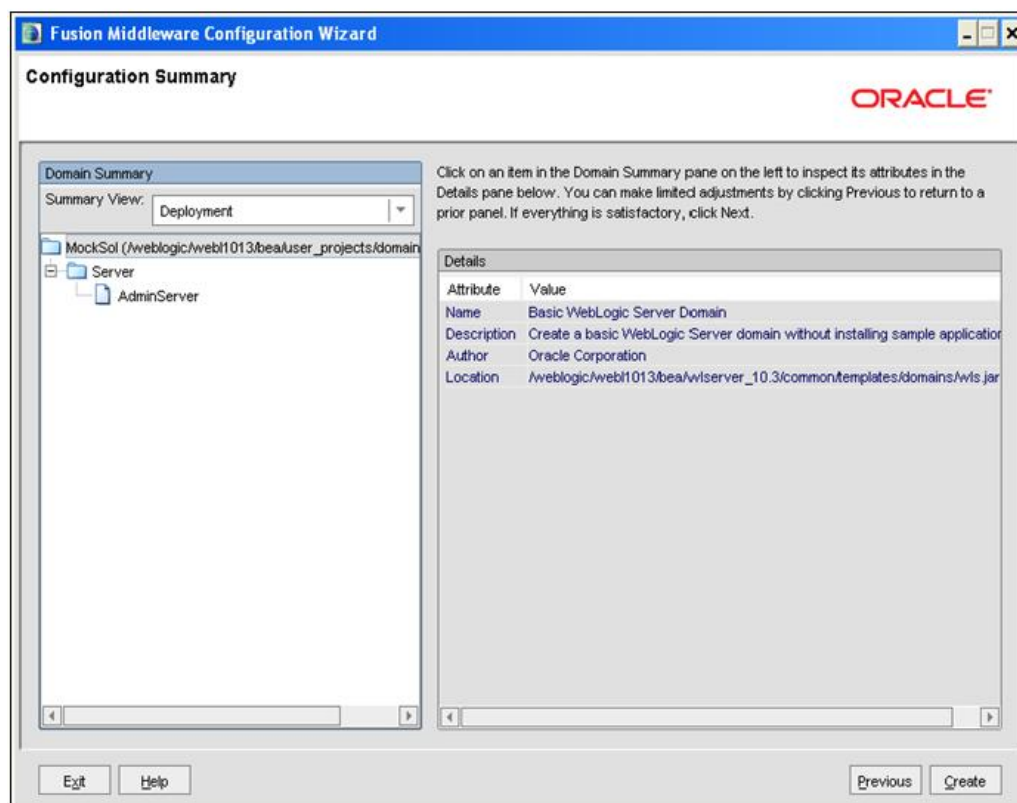 Fusion Middleware Configuration Wizard
Configuration Summary
ORACLE
Domain Summary
Summary View:
Deployment
MockSol (/weblogic/webl1013/bea/user_projects/domain
Server
AdminServer
Click on an item in the Domain Summary pane on the left to inspect its attributes in the
Details pane below. You can make limited adjustments by clicking Previous to return to a
prior panel. If everything is satisfactory, click Next.
Details
Attribute Value
Name Basic WebLogic Server Domain
Description Create a basic WebLogic Server domain without installing sample application
Author Oracle Corporation
Location /weblogic/webl1013/bea/wlserver_10.3/common/templates/domains/wls.jar
Exit Help Previous Create